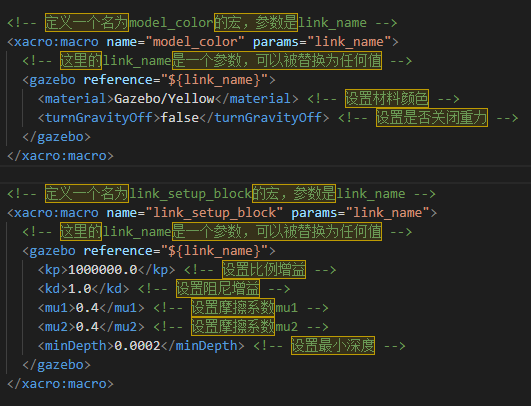 <!-- 定义一个名为model_color的宏，参数是link_name -->
<xacro:macro name="model_color" params="link_name">
<!-- 这里的link_name是一个参数，可以被替换为任何值 -->
<gazebo reference="${link_name}">
<material>Gazebo/Yellow</material> <!-- 设置材料颜色 -->
<turnGravityOff>false</turnGravityOff> <!-- 设置是否关闭重力 -->
</gazebo>
</xacro:macro>
<!-- 定义一个名为link_setup_block的宏，参数是link_name -->
<xacro:macro name="link_setup_block" params="link_name">
<!-- 这里的link_name是一个参数，可以被替换为任何值 -->
<gazebo reference="${link_name}">
<kp>1000000.0</kp> <!-- 设置比例增益 -->
<kd>1.0</kd> <!-- 设置阻尼增益 -->
<mu1>0.4</mu1> <!-- 设置摩擦系数mu1 -->
<mu2>0.4</mu2> <!-- 设置摩擦系数mu2 -->
<minDepth>0.0002</minDepth> <!-- 设置最小深度 -->
</gazebo>
</xacro:macro>